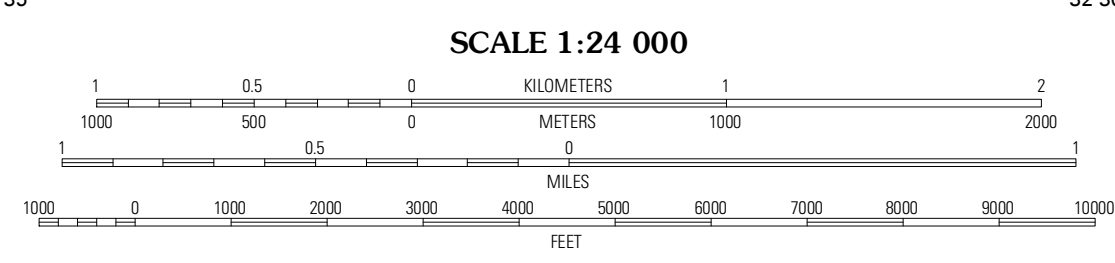 SCALE 1:24 000
1 0.5 0 KILOMETERS 1 2
1000 500 0 METERS 1000 2000
1 0.5 0 1
MILES
1000 0 1000 2000 3000 4000 5000 6000 7000 8000 9000 10000
FEET